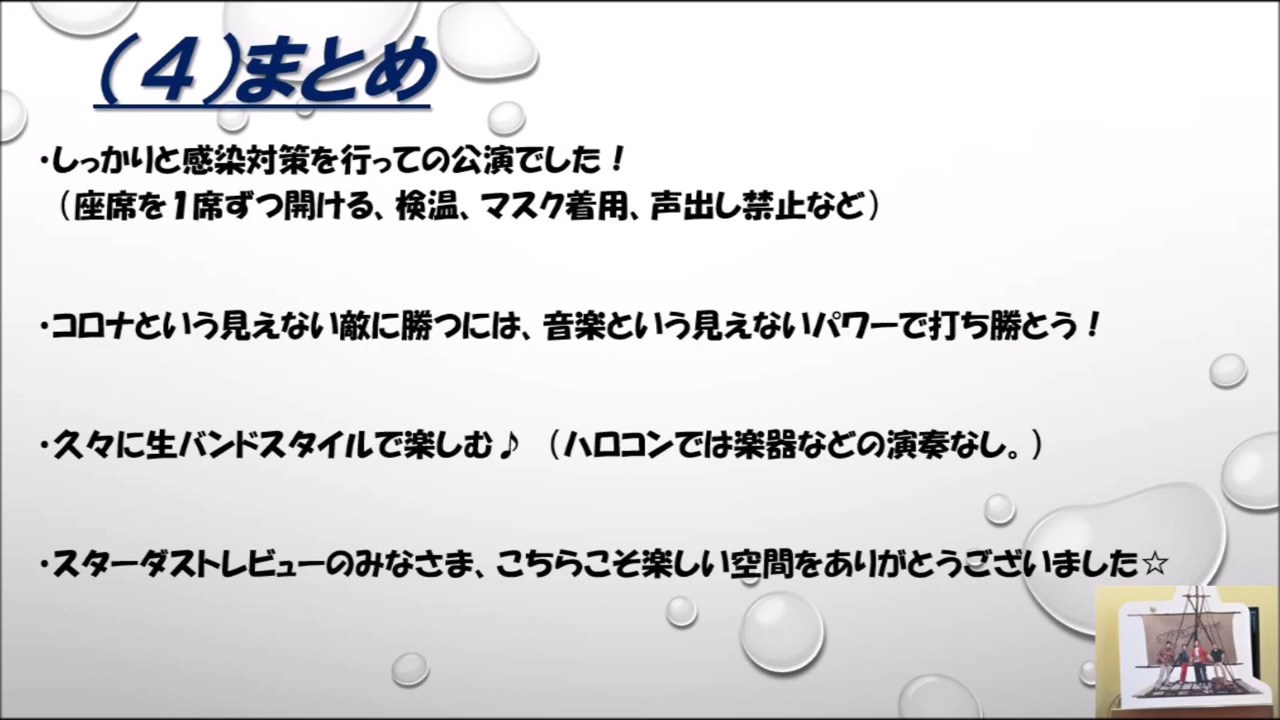 （４）まとめ
・しっかりと感染対策を行っての公演でした！
（座席を１席ずつ開ける、検温、マスク着用、声出し禁止など）
・コロナという見えない敵に勝つには、音楽という見えないパワーで打ち勝とう！
・久々に生バンドスタイルで楽しむ♪　（ハロコンでは楽器などの演奏なし。）
・スターダストレビューのみなさま、こちらこそ楽しい空間をありがとうございました☆